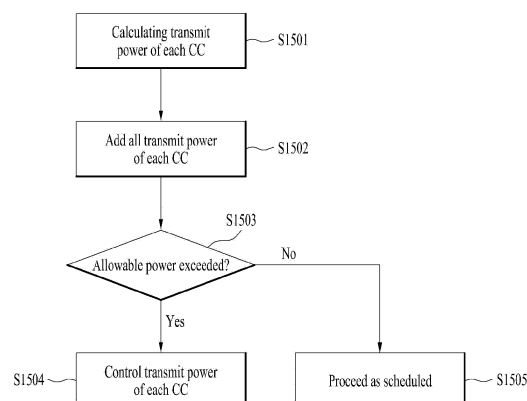 Calculating transmit
power of each CC
S1501
Add all transmit power
of each CC
S1502
S1503
Allowable power exceeded?
No
Yes
S1504
Control transmit power
of each CC
Proceed as scheduled
S1505